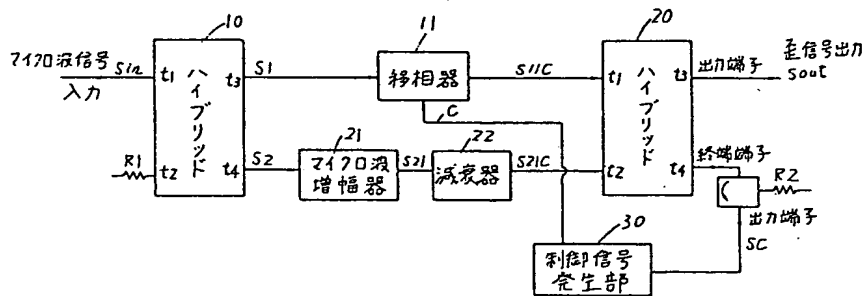 10
11
20
マイクロ波信号
Sin
入力
t1
t2
t3
t4
ハイブリッド
R1
S1
移相器
S11C
C
S2
21
マイクロ波
増幅器
S21
22
減衰器
S21C
t1
t2
t3
t4
ハイブリッド
出力端子
歪信号出力
Sout
終端端子
R2
出力端子
SC
30
制御信号
発生部